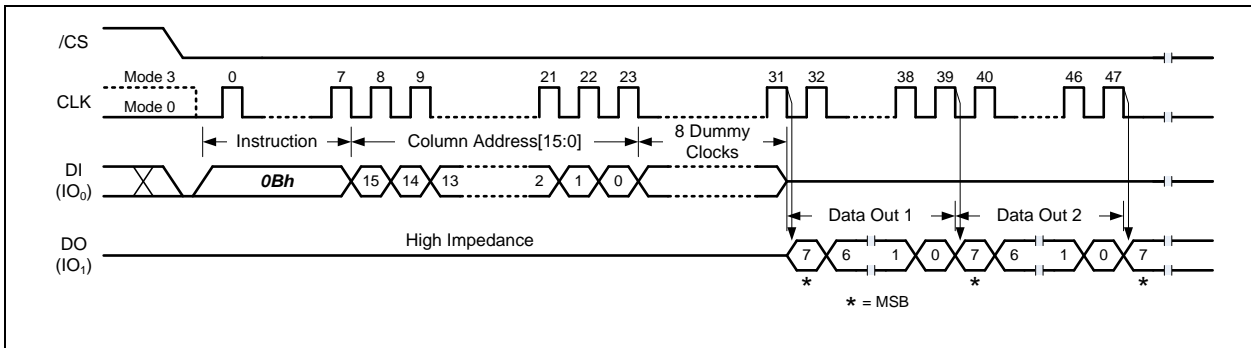 /CS
Mode 3 0 7 8 9 21 22 23 31 32 38 39 40 46 47
CLK
Mode 0
Instruction Column Address[15:0] 8 Dummy
Clocks
DI
(IO0)
0Bh 15 14 13 2 1 0
Data Out 1 Data Out 2
DO
(IO1)
High Impedance
7 6 1 0 7 6 1 0 7
* * *
* = MSB